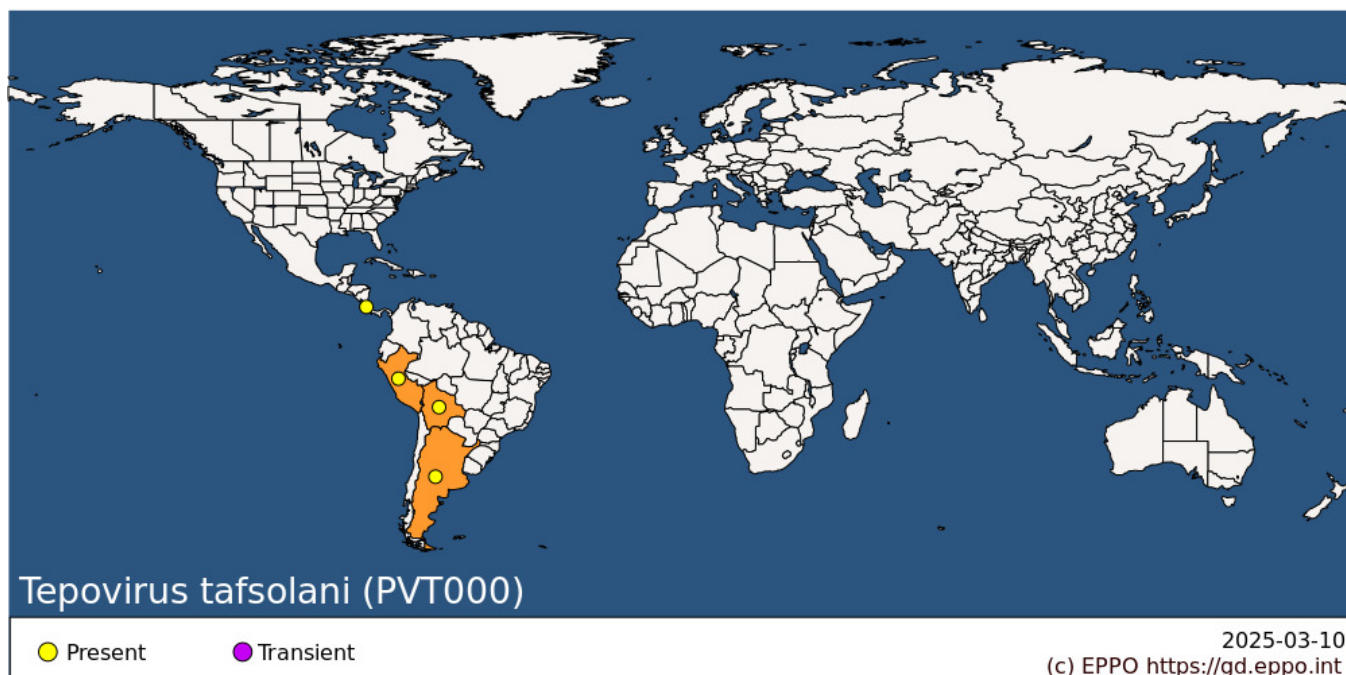 Tepovirus tafsolani (PVT000)
Present
Transient
2025-03-10
(c) EPPO https://gd.eppo.int